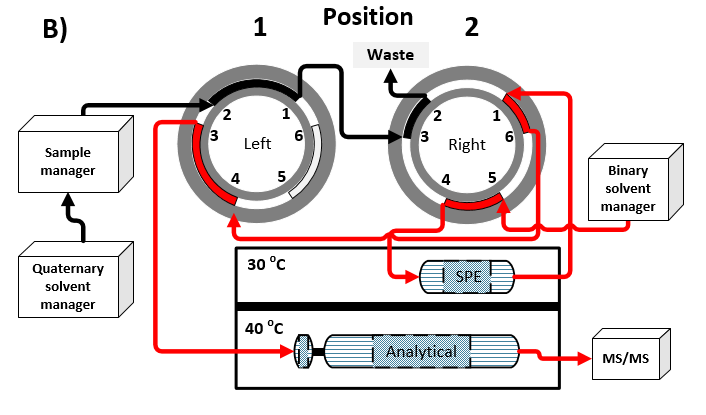 B)
Position
1
2
Waste
2
1
3
6
4
5
Left
2
1
3
6
4
5
Right
Sample
manager
Quaternary
solvent
manager
Binary
solvent
manager
30 °C
SPE
40 °C
Analytical
MS/MS